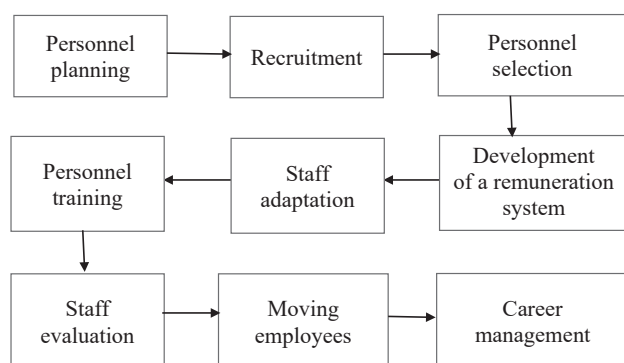 Personnel
planning
Recruitment
Personnel
selection
Development
of a remuneration
system
Staff
adaptation
Personnel
training
Staff
evaluation
Moving
employees
Career
management